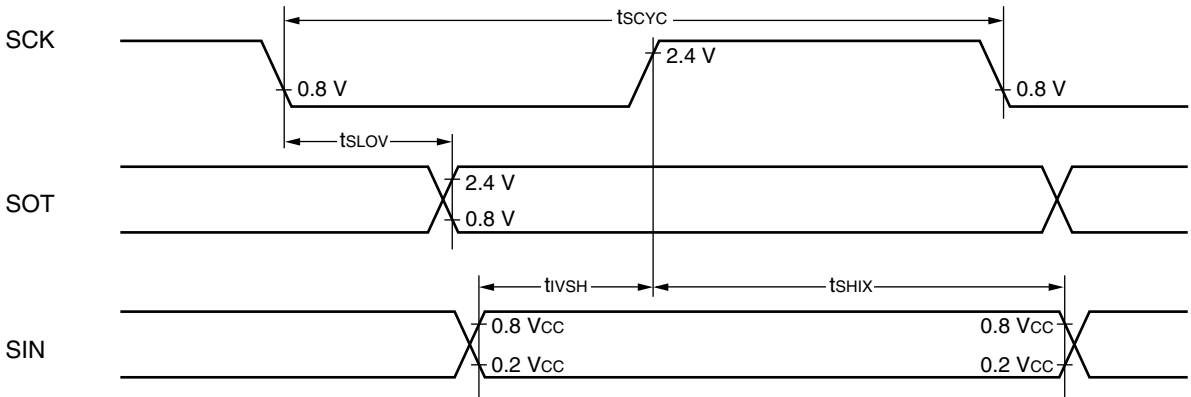 tSCYC
SCK
2.4 V
0.8 V
0.8 V
tSLOV
SOT
2.4 V
0.8 V
tIVSH
tSHIX
SIN
0.8 VCC
0.8 VCC
0.2 VCC
0.2 VCC